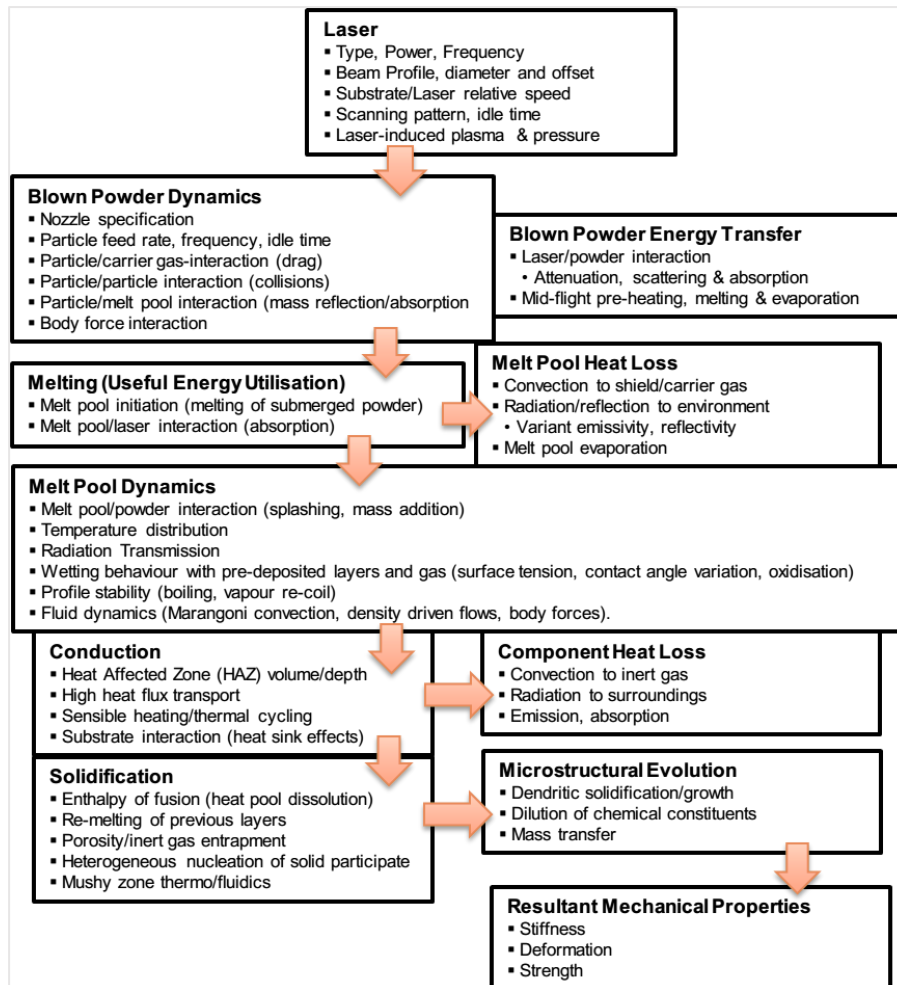 Laser
▪ Type, Power, Frequency
▪ Beam Profile, diameter and offset
▪ Substrate/Laser relative speed
▪ Scanning pattern, idle time
▪ Laser-induced plasma & pressure
Blown Powder Dynamics
▪ Nozzle specification
▪ Particle feed rate, frequency, idle time
▪ Particle/carrier gas-interaction (drag)
▪ Particle/particle interaction (collisions)
▪ Particle/melt pool interaction (mass reflection/absorption
▪ Body force interaction
Blown Powder Energy Transfer
▪ Laser/powder interaction
• Attenuation, scattering & absorption
▪ Mid-flight pre-heating, melting & evaporation
Melting (Useful Energy Utilisation)
▪ Melt pool initiation (melting of submerged powder)
▪ Melt pool/laser interaction (absorption)
Melt Pool Heat Loss
▪ Convection to shield/carrier gas
▪ Radiation/reflection to environment
• Variant emissivity, reflectivity
▪ Melt pool evaporation
Melt Pool Dynamics
▪ Melt pool/powder interaction (splashing, mass addition)
▪ Temperature distribution
▪ Radiation Transmission
▪ Wetting behaviour with pre-deposited layers and gas (surface tension, contact angle variation, oxidisation)
▪ Profile stability (boiling, vapour re-coil)
▪ Fluid dynamics (Marangoni convection, density driven flows, body forces).
Conduction
▪ Heat Affected Zone (HAZ) volume/depth
▪ High heat flux transport
▪ Sensible heating/thermal cycling
▪ Substrate interaction (heat sink effects)
Component Heat Loss
▪ Convection to inert gas
▪ Radiation to surroundings
▪ Emission, absorption
Solidification
▪ Enthalpy of fusion (heat pool dissolution)
▪ Re-melting of previous layers
▪ Porosity/inert gas entrapment
▪ Heterogeneous nucleation of solid participate
▪ Mushy zone thermo/fluidics
Microstructural Evolution
▪ Dendritic solidification/growth
▪ Dilution of chemical constituents
▪ Mass transfer
Resultant Mechanical Properties
▪ Stiffness
▪ Deformation
▪ Strength